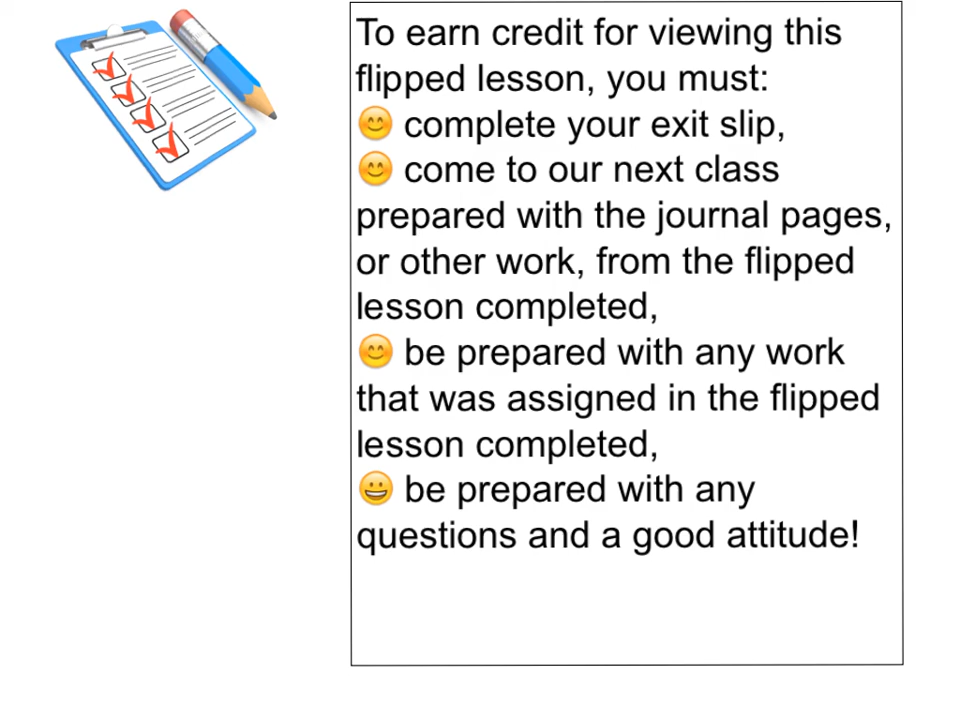 To earn credit for viewing this
flipped lesson, you must:
😊 complete your exit slip,
😊 come to our next class
prepared with the journal pages,
or other work, from the flipped
lesson completed,
😊 be prepared with any work
that was assigned in the flipped
lesson completed,
😀 be prepared with any
questions and a good attitude!